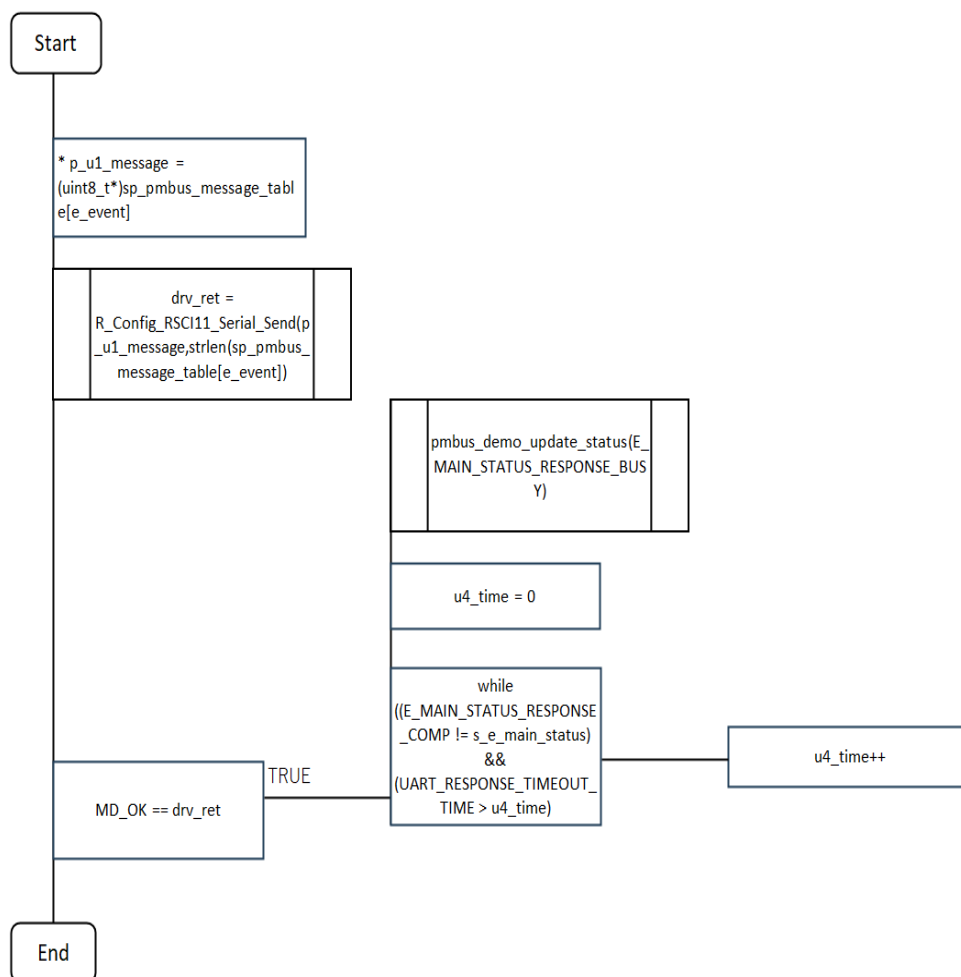 Start
* p_u1_message =
(uint8_t*)sp_pmbus_message_tabl
e[e_event]
drv_ret =
R_Config_RSCI11_Serial_Send(p
_u1_message,strlen(sp_pmbus_
message_table[e_event])
pmbus_demo_update_status(E_
MAIN_STATUS_RESPONSE_BUS
Y)
u4_time = 0
while
((E_MAIN_STATUS_RESPONSE
_COMP != s_e_main_status)
&&
(UART_RESPONSE_TIMEOUT_
TIME > u4_time)
u4_time++
TRUE
MD_OK == drv_ret
End